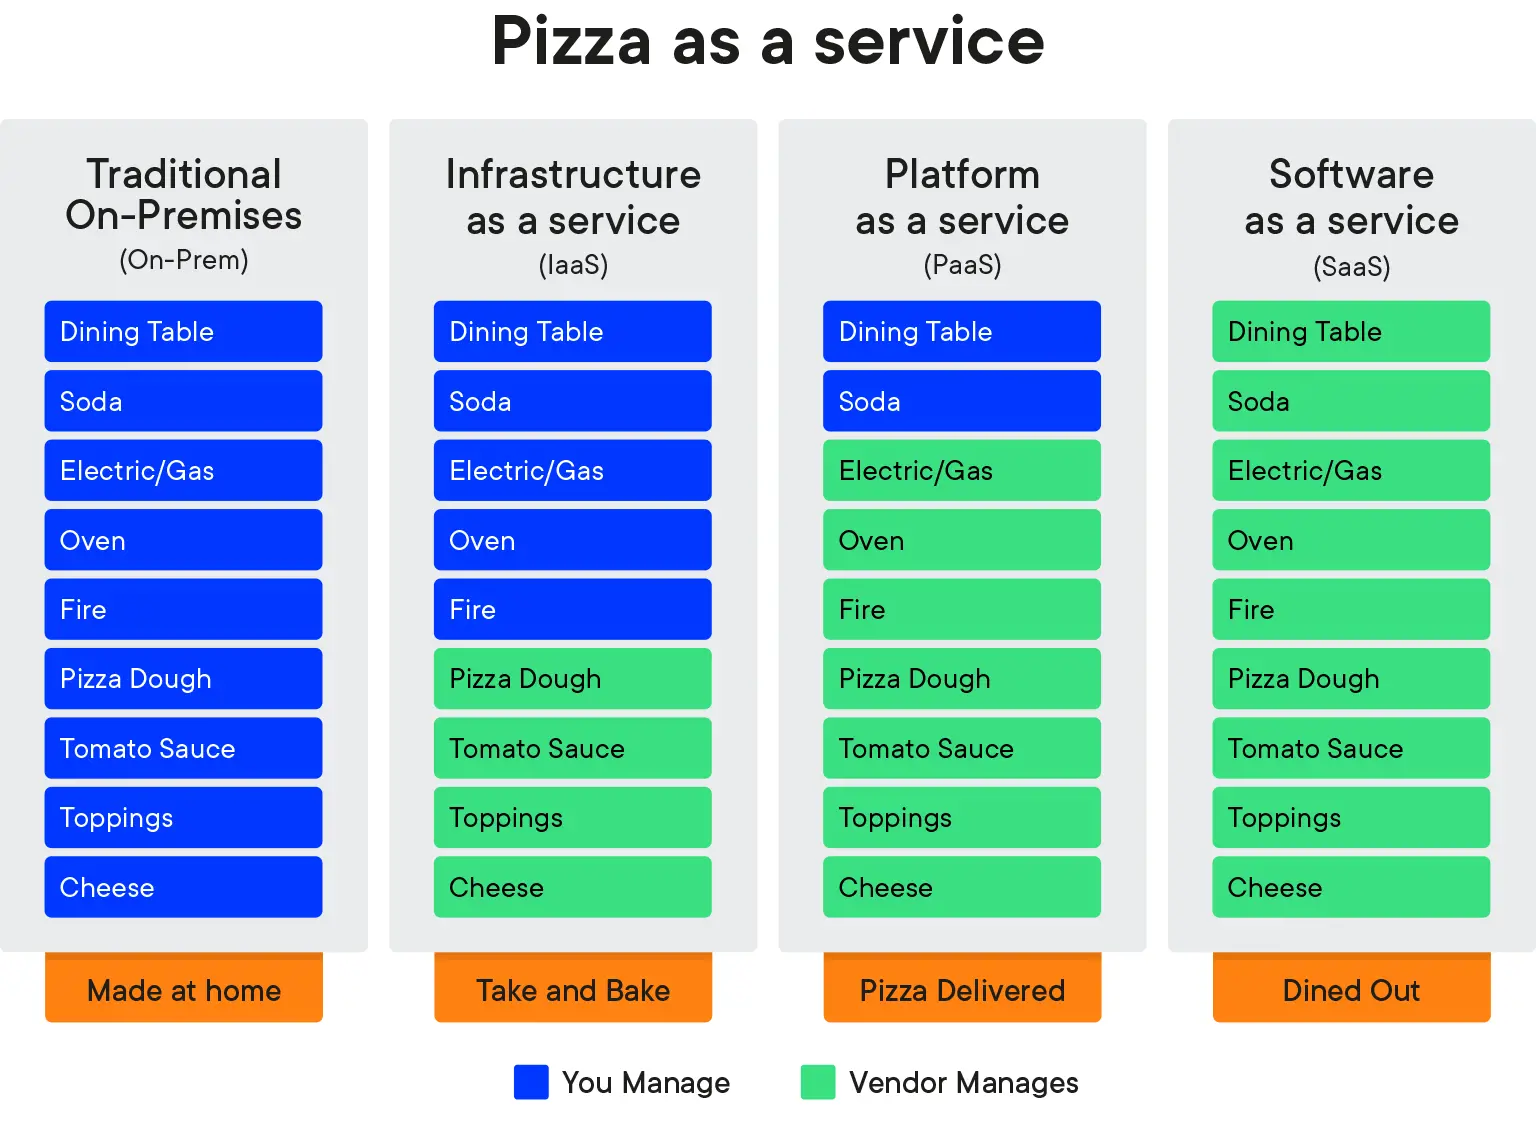 Pizza as a service
Traditional
On-Premises
(On-Prem)
Dining Table
Soda
Electric/Gas
Oven
Fire
Pizza Dough
Tomato Sauce
Toppings
Cheese
Made at home
Infrastructure
as a service
(IaaS)
Dining Table
Soda
Electric/Gas
Oven
Fire
Pizza Dough
Tomato Sauce
Toppings
Cheese
Take and Bake
Platform
as a service
(PaaS)
Dining Table
Soda
Electric/Gas
Oven
Fire
Pizza Dough
Tomato Sauce
Toppings
Cheese
Pizza Delivered
Software
as a service
(SaaS)
Dining Table
Soda
Electric/Gas
Oven
Fire
Pizza Dough
Tomato Sauce
Toppings
Cheese
Dined Out
You Manage
Vendor Manages